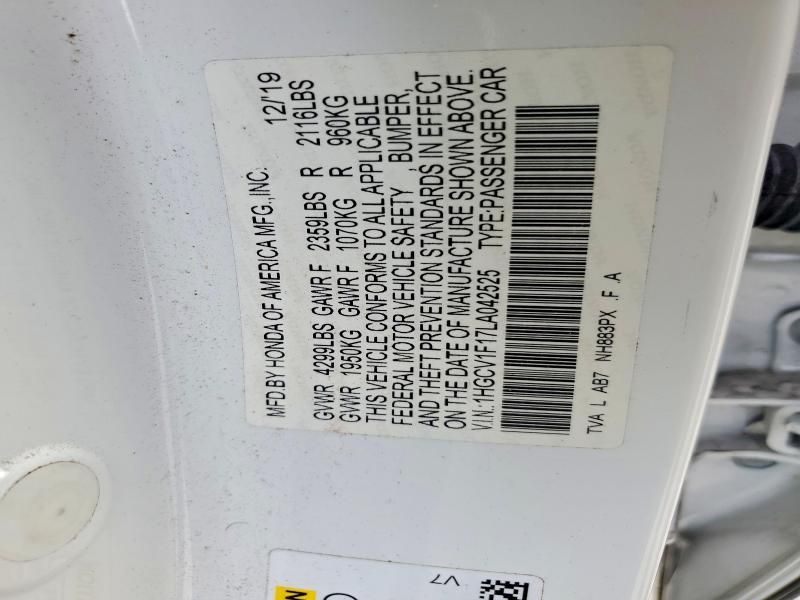 MFD.BY HONDA OF AMERICA MFG.,INC. 12/'19
GVWR 4299LBS GAWR F 2359LBS R 2116LBS
GVWR 1950KG GAWR F 1070KG R 960KG
THIS VEHICLE CONFORMS TO ALL APPLICABLE
FEDERAL MOTOR VEHICLE SAFETY , BUMPER,
AND THEFT PREVENTION STANDARDS IN EFFECT
ON THE DATE OF MANUFACTURE SHOWN ABOVE.
V.I.N.: 1HGCV1F17LA042525 TYPE:PASSENGER CAR
TVA L AB7 NH883PX .F .A
V7